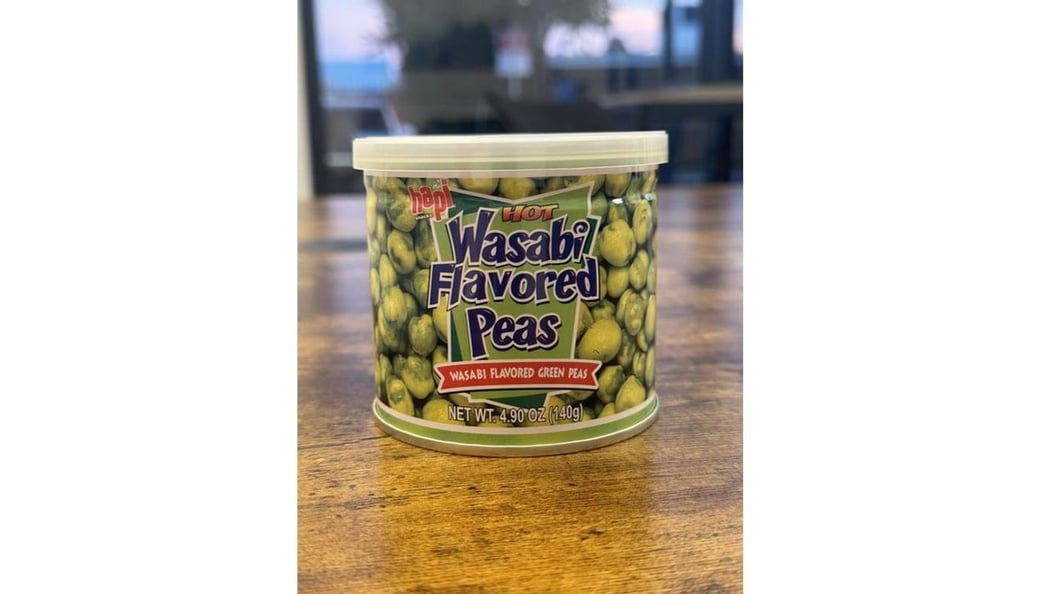 hapi
HOT
Wasabi
Flavored
Peas
WASABI FLAVORED GREEN PEAS
NET WT. 4.90 OZ (140g)